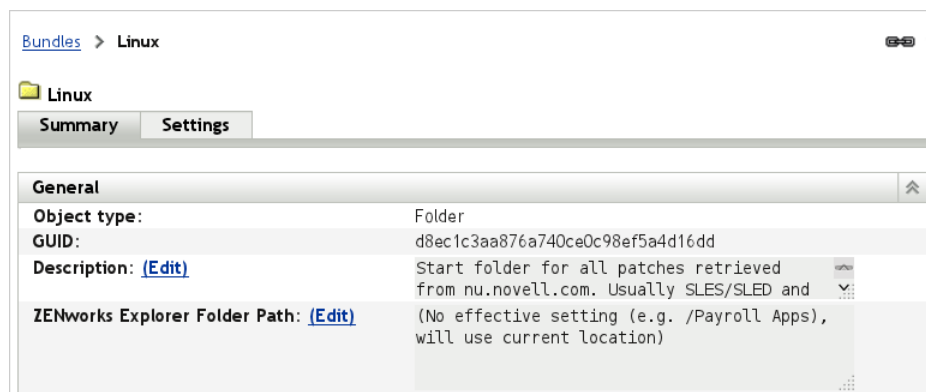 Bundles > Linux
Linux
Summary Settings
General
Object type: Folder
GUID: d8ec1c3aa876a740ce0c98ef5a4d16dd
Description: (Edit) Start folder for all patches retrieved
from nu.novell.com. Usually SLES/SLED and
ZENworks Explorer Folder Path: (Edit) (No effective setting (e.g. /Payroll Apps),
will use current location)